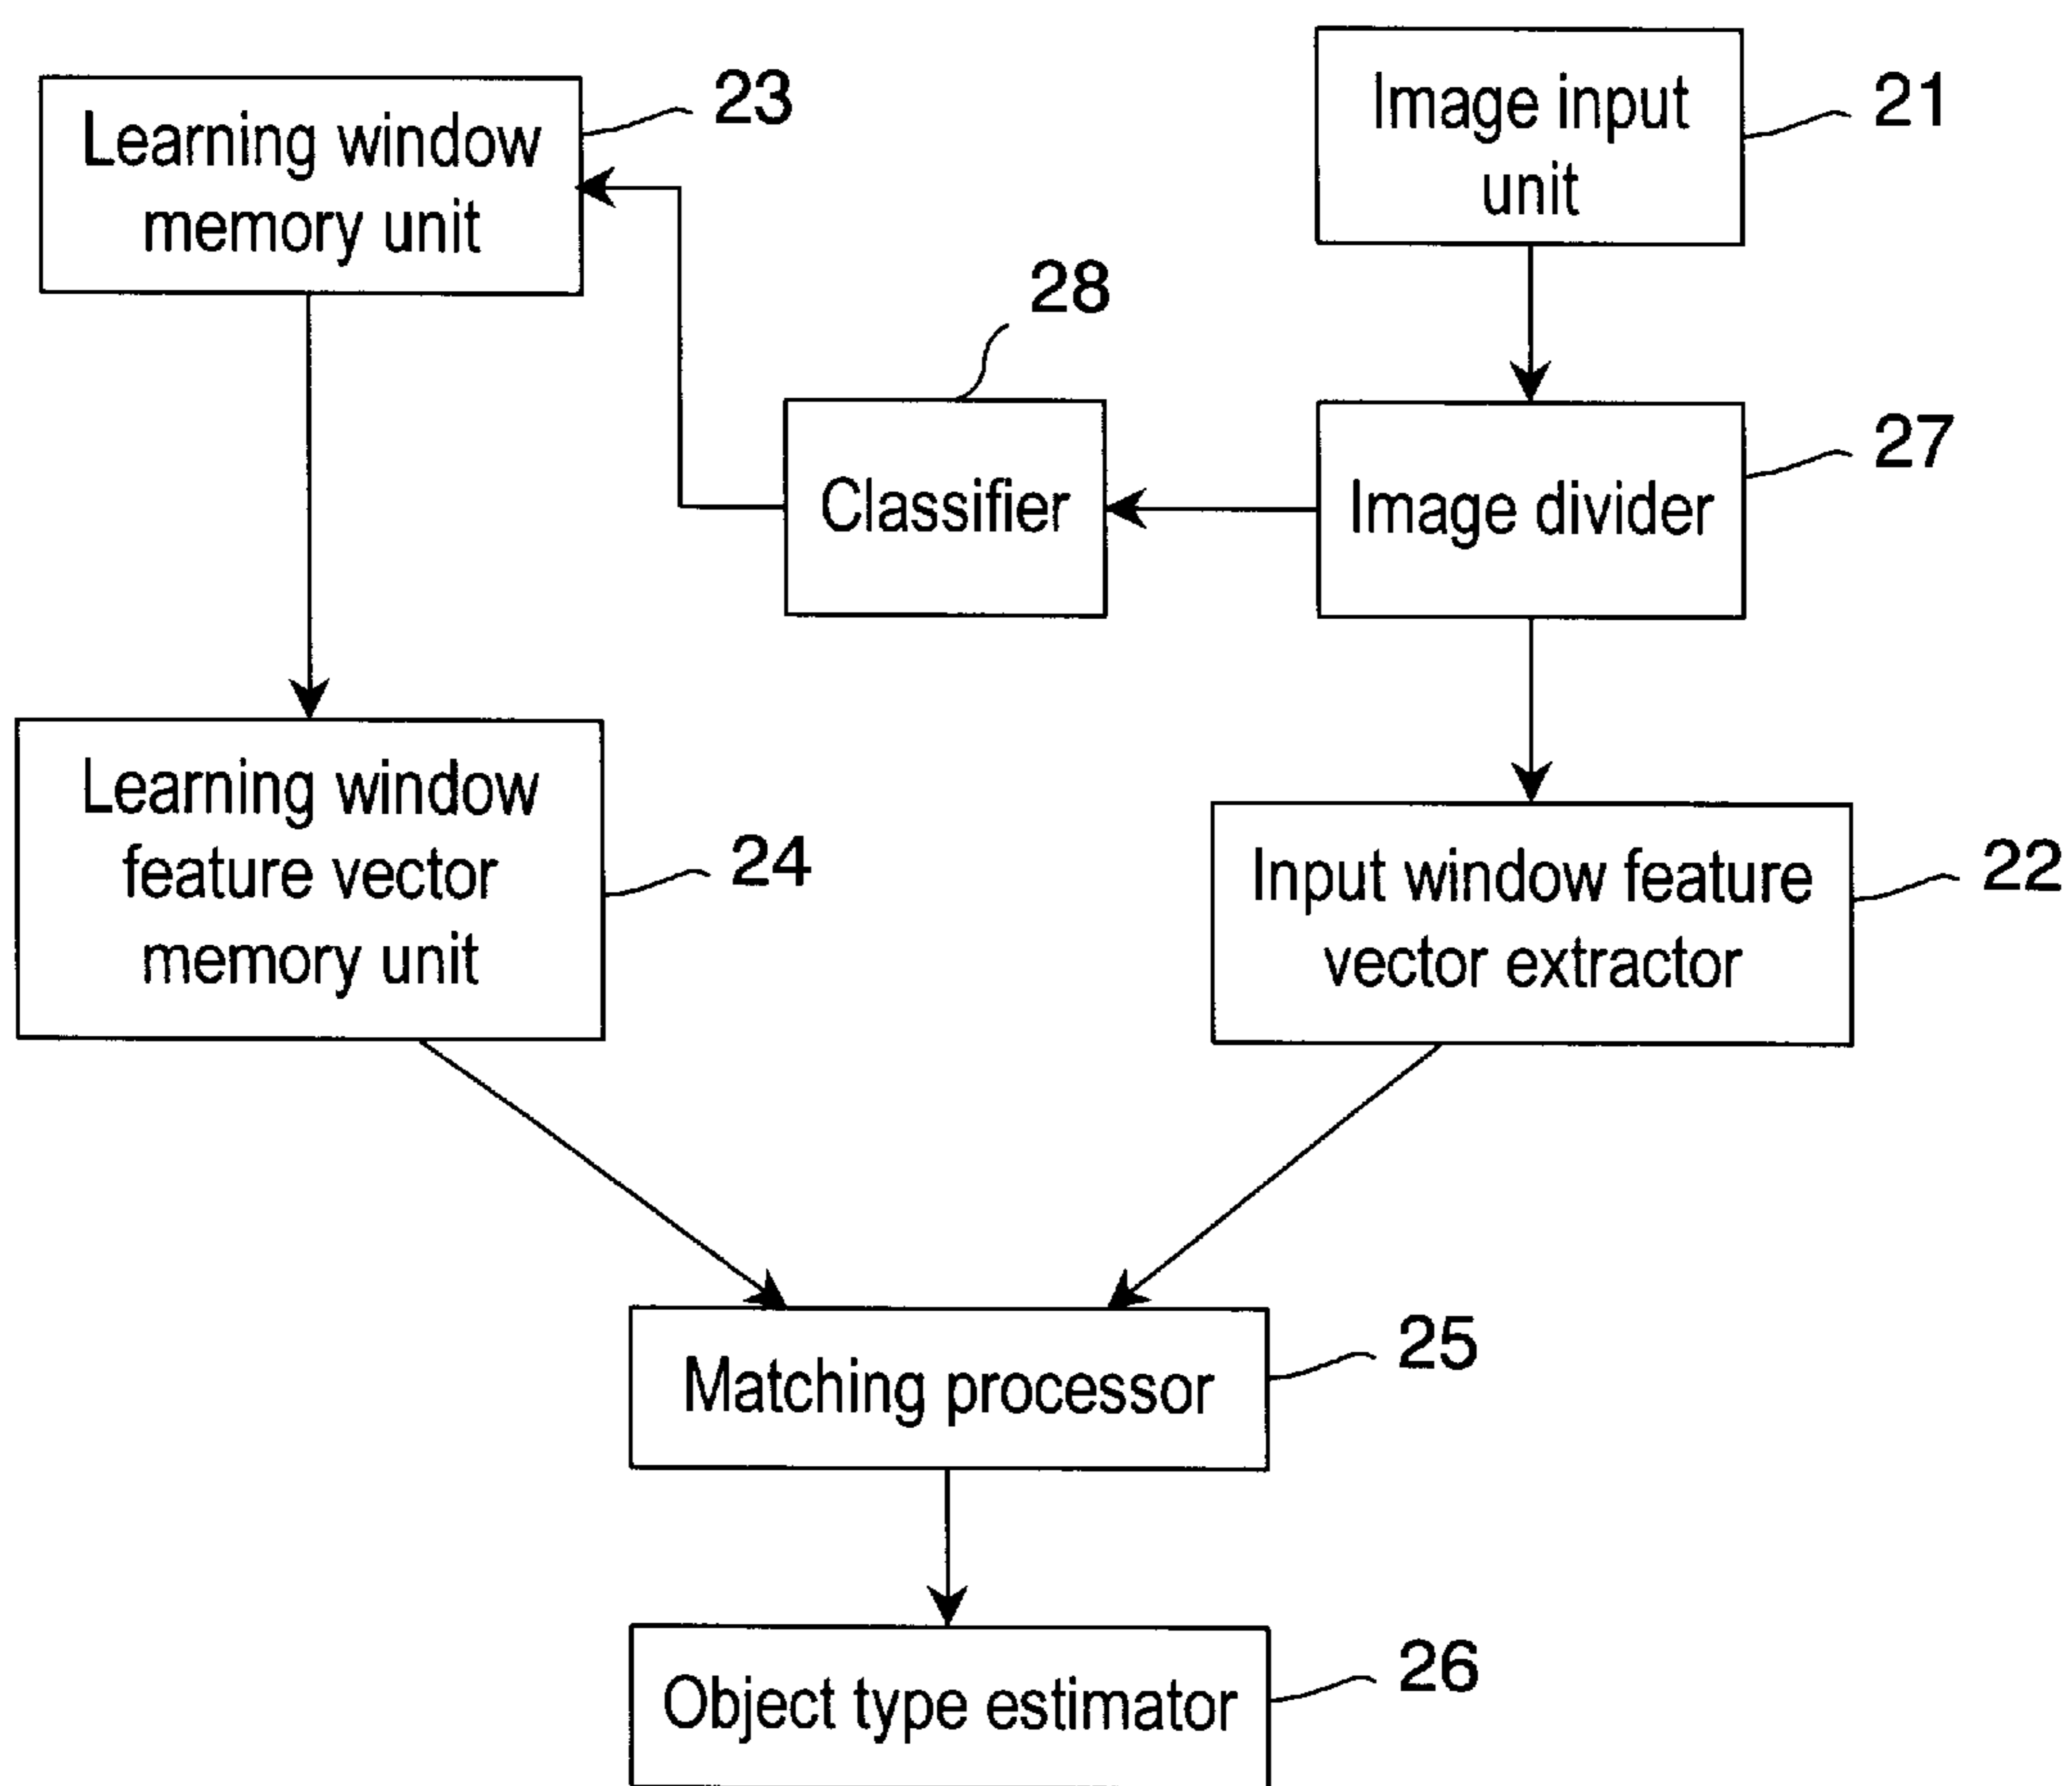 Learning window
memory unit
23
Image input
unit
21
28
Classifier
Image divider
27
Learning window
feature vector
memory unit
24
Input window feature
vector extractor
22
Matching processor
25
Object type estimator
26